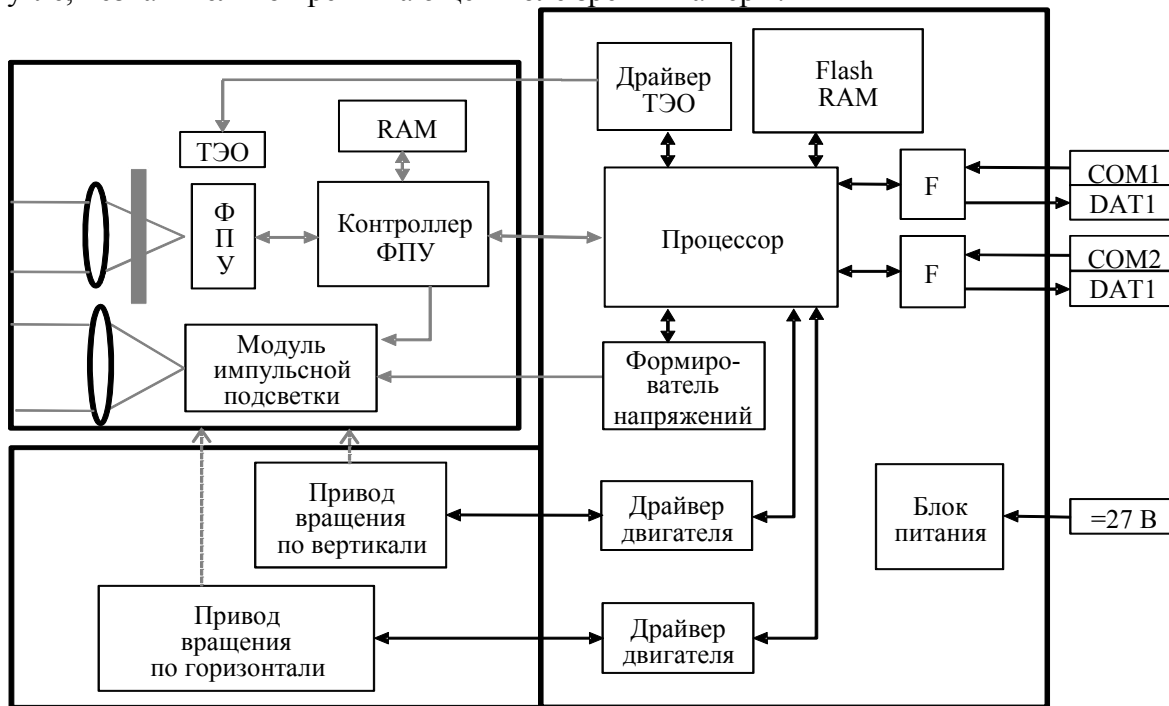 Драйвер
ТЭО
Flash
RAM
RAM
ТЭО
Ф
П
У
Контроллер
ФПУ
Процессор
F
COM1
DAT1
F
COM2
DAT1
Модуль
импульсной
подсветки
Формиро-
ватель
напряжений
Привод
вращения
по вертикали
Драйвер
двигателя
Блок
питания
=27 В
Привод
вращения
по горизонтали
Драйвер
двигателя